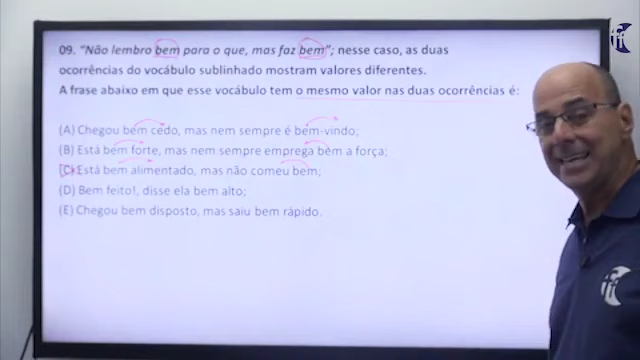 09. "Não lembro bem para o que, mas faz bem"; nesse caso, as duas
ocorrências do vocábulo sublinhado mostram valores diferentes.
A frase abaixo em que esse vocábulo tem o mesmo valor nas duas ocorrências é:
(A) Chegou bem cedo, mas nem sempre é bem-vindo;
(B) Está bem forte, mas nem sempre emprega bem a força;
(C) Está bem alimentado, mas não comeu bem;
(D) Bem feito!, disse ela bem alto;
(E) Chegou bem disposto, mas saiu bem rápido.